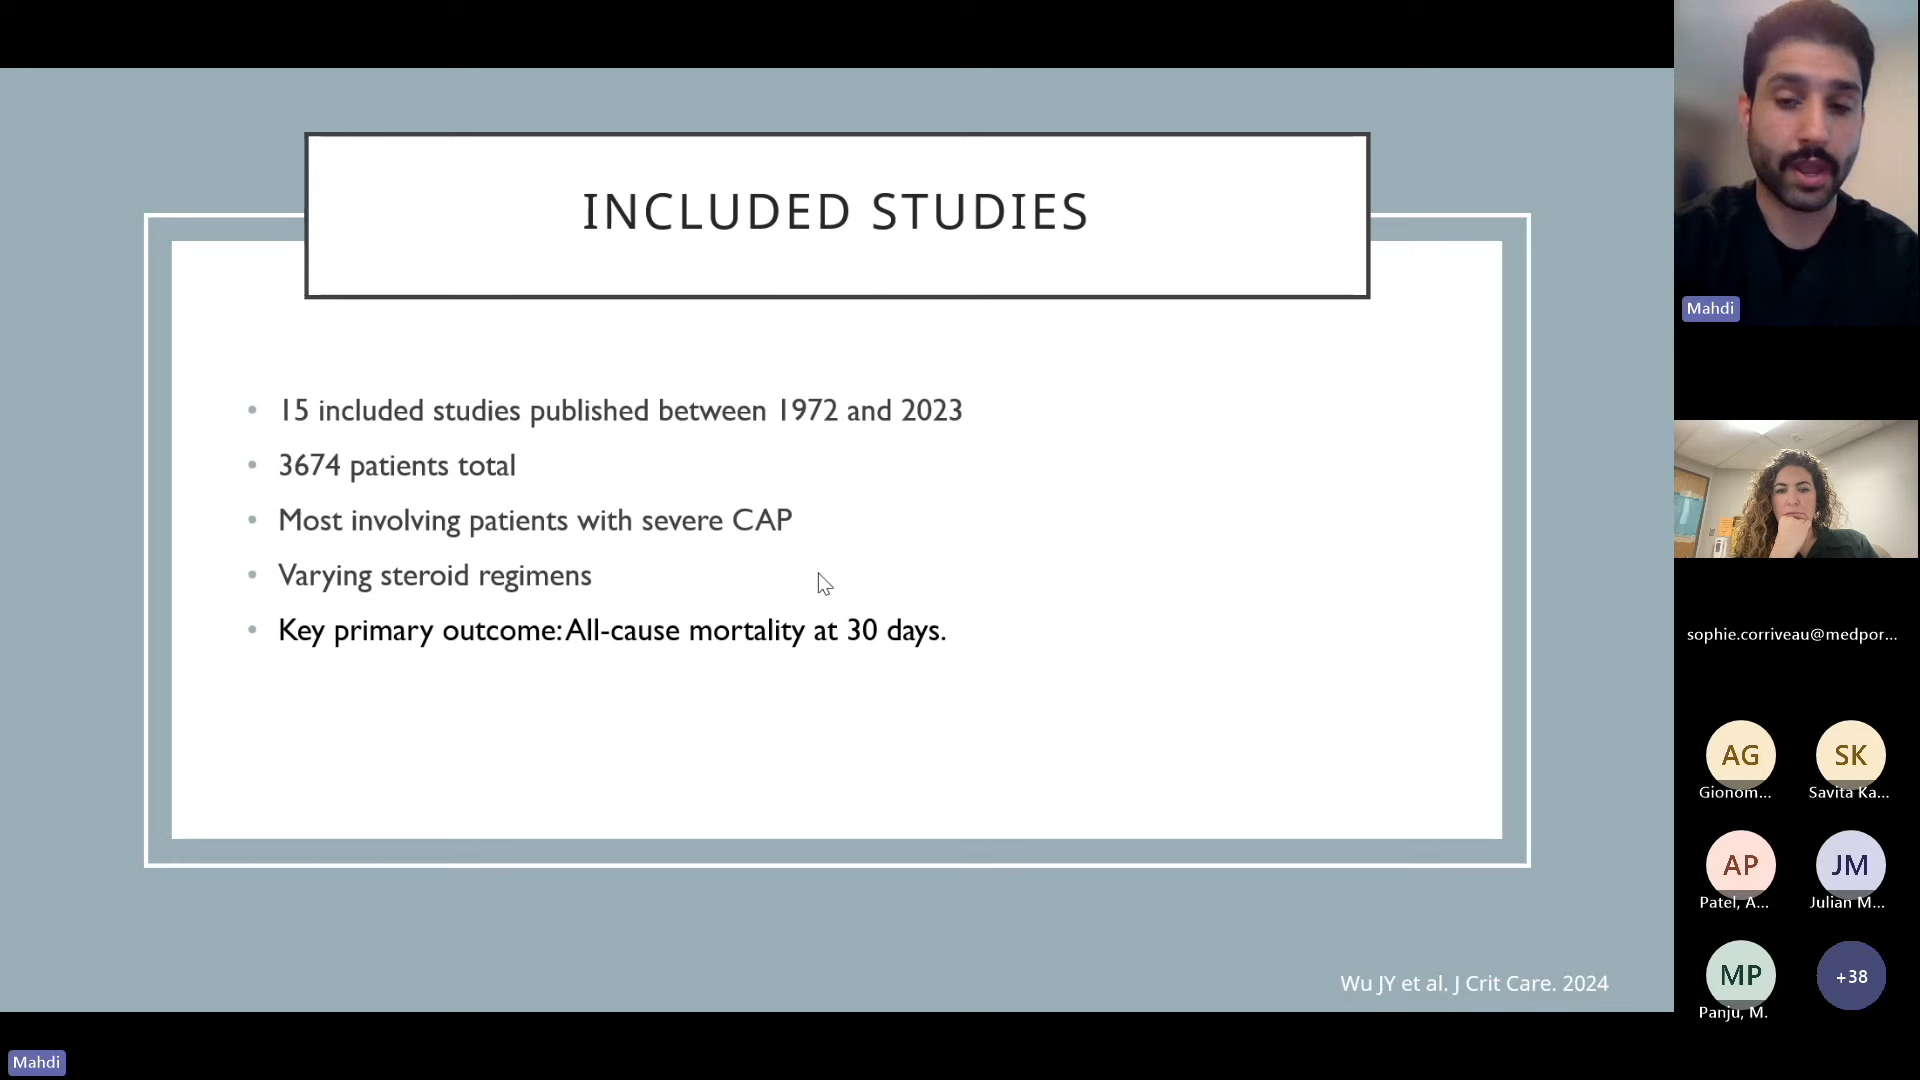 INCLUDED STUDIES
15 included studies published between 1972 and 2023
3674 patients total
Most involving patients with severe CAP
Varying steroid regimens
Key primary outcome: All-cause mortality at 30 days.
Wu JY et al. J Crit Care. 2024
Mahdi
Mahdi
sophie.corriveau@medpor...
AG
SK
Gionom...
Savita Ka...
AP
JM
Patel, A...
Julian M...
MP
+38
Panju, M.